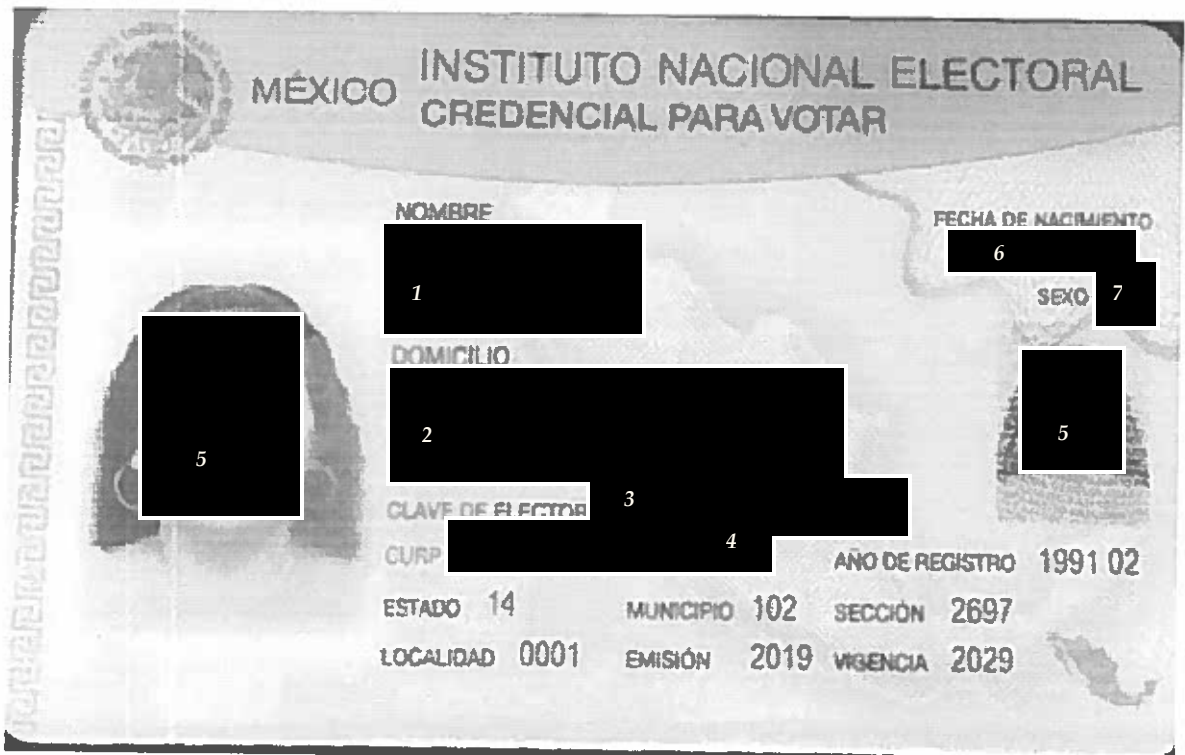 MÉXICO
INSTITUTO NACIONAL ELECTORAL
CREDENCIAL PARA VOTAR
NOMBRE
1
FECHA DE NACIMIENTO
6
SEXO 7
DOMICILIO
2
5
5
CLAVE DE ELECTOR 3
CURP 4
AÑO DE REGISTRO 1991 02
ESTADO 14 MUNICIPIO 102 SECCIÓN 2697
LOCALIDAD 0001 EMISIÓN 2019 VIGENCIA 2029